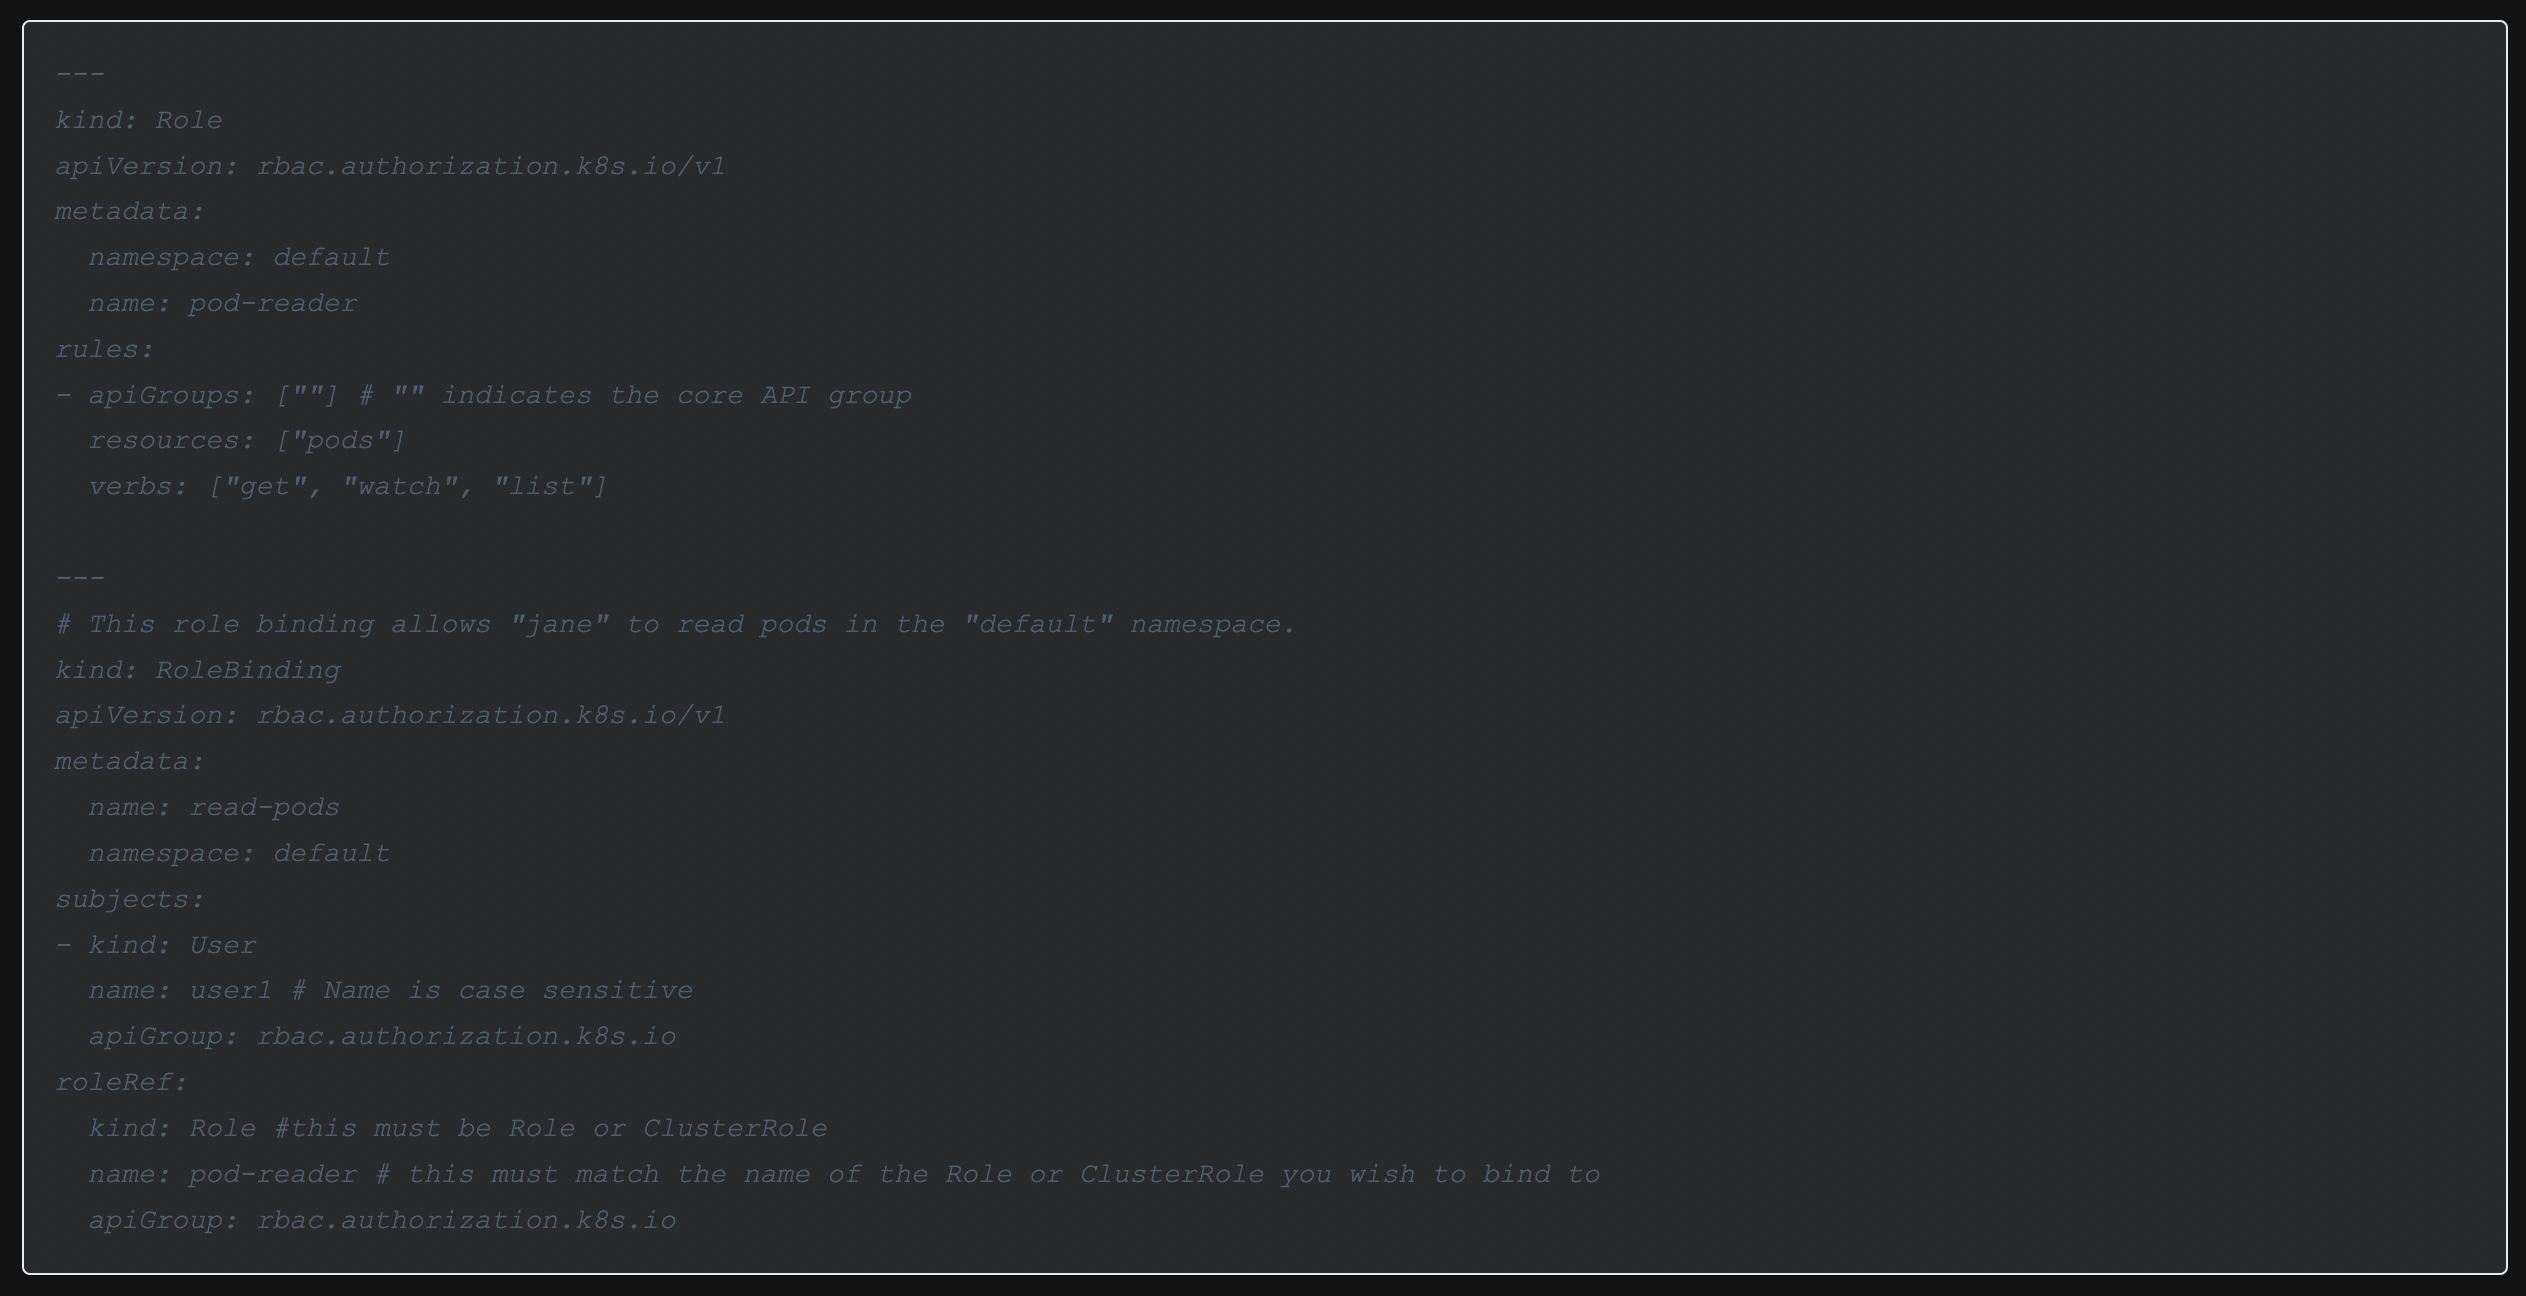 ---
kind: Role
apiVersion: rbac.authorization.k8s.io/v1
metadata:
  namespace: default
  name: pod-reader
rules:
- apiGroups: [""] # "" indicates the core API group
  resources: ["pods"]
  verbs: ["get", "watch", "list"]

---
# This role binding allows "jane" to read pods in the "default" namespace.
kind: RoleBinding
apiVersion: rbac.authorization.k8s.io/v1
metadata:
  name: read-pods
  namespace: default
subjects:
- kind: User
  name: user1 # Name is case sensitive
  apiGroup: rbac.authorization.k8s.io
roleRef:
  kind: Role #this must be Role or ClusterRole
  name: pod-reader # this must match the name of the Role or ClusterRole you wish to bind to
  apiGroup: rbac.authorization.k8s.io